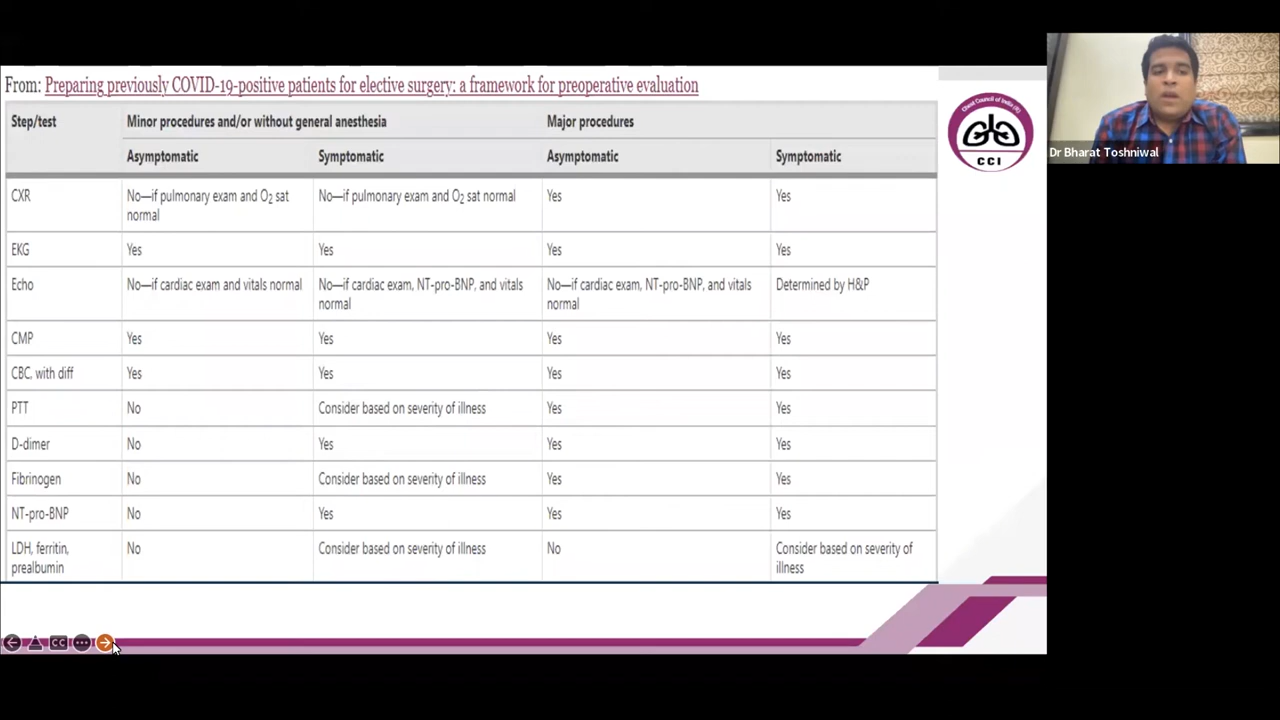 From: Preparing previously COVID-19-positive patients for elective surgery: a framework for preoperative evaluation
Step/test Minor procedures and/or without general anesthesia Major procedures
Asymptomatic Symptomatic Asymptomatic Symptomatic
CXR No—if pulmonary exam and O2 sat No—if pulmonary exam and O2 sat normal Yes Yes
normal
EKG Yes Yes Yes Yes
Echo No—if cardiac exam and vitals normal No—if cardiac exam, NT-pro-BNP, and vitals No—if cardiac exam, NT-pro-BNP, and vitals Determined by H&P
normal normal
CMP Yes Yes Yes Yes
CBC, with diff Yes Yes Yes Yes
PTT No Consider based on severity of illness Yes Yes
D-dimer No Yes Yes Yes
Fibrinogen No Consider based on severity of illness Yes Yes
NT-pro-BNP No Yes Yes Yes
LDH, ferritin, No Consider based on severity of illness No Consider based on severity of
prealbumin illness
Chest Council of India (R)
CCI
Dr Bharat Toshniwal
CC